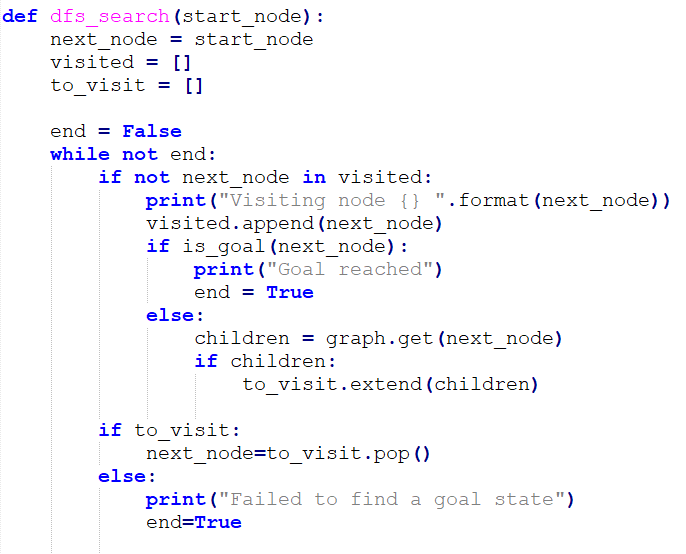 def dfs_search(start_node):
    next_node = start_node
    visited = []
    to_visit = []

    end = False
    while not end:
        if not next_node in visited:
            print("Visiting node {} ".format(next_node))
            visited.append(next_node)
            if is_goal(next_node):
                print("Goal reached")
                end = True
            else:
                children = graph.get(next_node)
                if children:
                    to_visit.extend(children)

        if to_visit:
            next_node=to_visit.pop()
        else:
            print("Failed to find a goal state")
            end=True